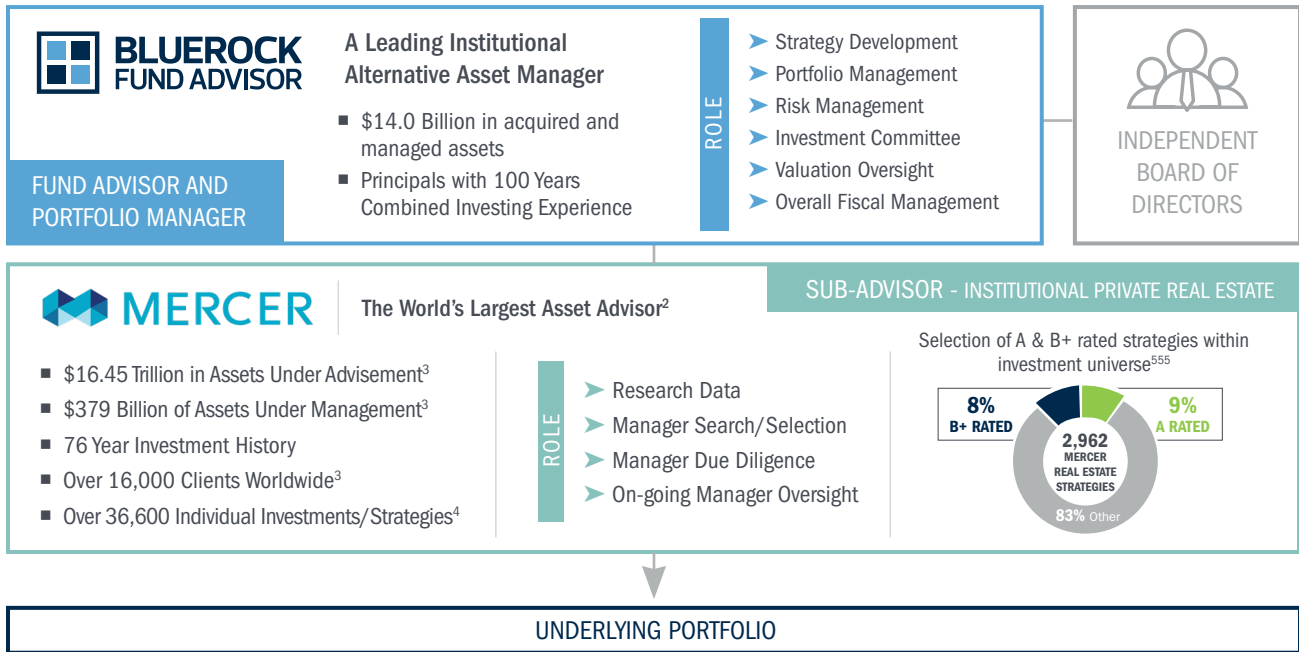 BLUEROCK
FUND ADVISOR
FUND ADVISOR AND
PORTFOLIO MANAGER
A Leading Institutional
Alternative Asset Manager
■ $14.0 Billion in acquired and
managed assets
■ Principals with 100 Years
Combined Investing Experience
ROLE
➤ Strategy Development
➤ Portfolio Management
➤ Risk Management
➤ Investment Committee
➤ Valuation Oversight
➤ Overall Fiscal Management
INDEPENDENT
BOARD OF
DIRECTORS
MERCER
The World's Largest Asset Advisor²
SUB-ADVISOR - INSTITUTIONAL PRIVATE REAL ESTATE
■ $16.45 Trillion in Assets Under Advisement³
■ $379 Billion of Assets Under Management³
■ 76 Year Investment History
■ Over 16,000 Clients Worldwide³
■ Over 36,600 Individual Investments/Strategies⁴
ROLE
➤ Research Data
➤ Manager Search/Selection
➤ Manager Due Diligence
➤ On-going Manager Oversight
Selection of A & B+ rated strategies within
investment universe⁵⁵⁵
8%
B+ RATED
9%
A RATED
2,962
MERCER
REAL ESTATE
STRATEGIES
83% Other
UNDERLYING PORTFOLIO